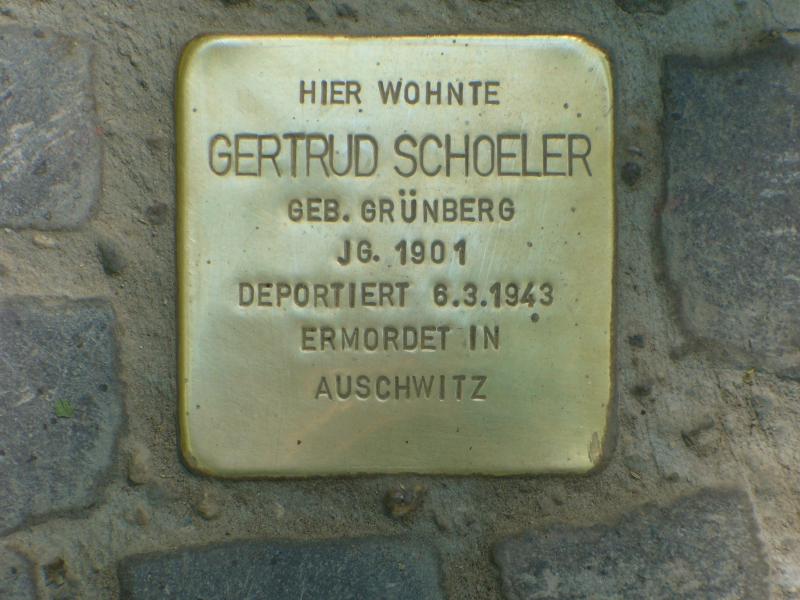 HIER WOHNTE
GERTRUD SCHOELER
GEB. GRÜNBERG
JG. 1901
DEPORTIERT 6.3.1943
ERMORDET IN
AUSCHWITZ